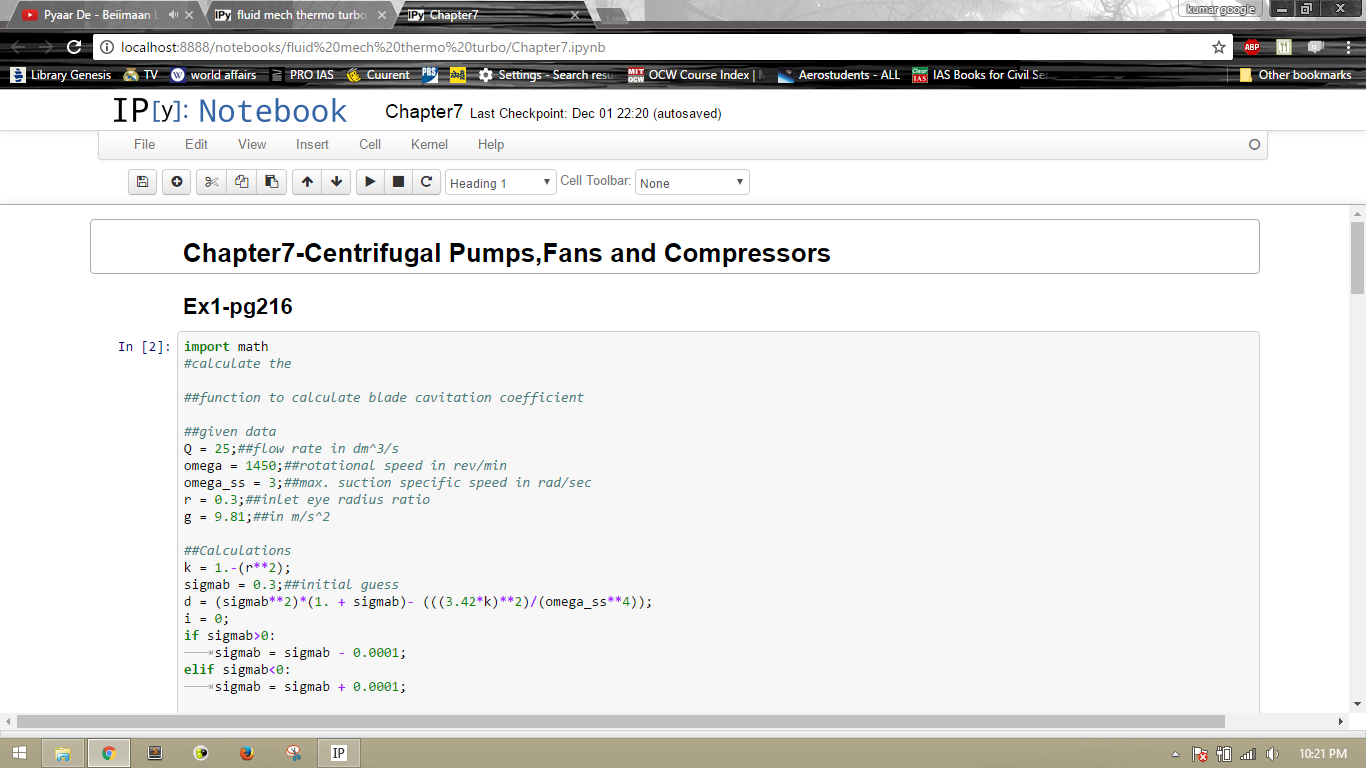 Pyaar De - Beiimaan L
fluid mech thermo turbo
Chapter7
kumar google
localhost:8888/notebooks/fluid%20mech%20thermo%20turbo/Chapter7.ipynb
ABP
Library Genesis TV world affairs PRO IAS Cuurent PBS Settings - Search resu MIT OCW OCW Course Index | M Aerostudents - ALL Clear IAS IAS Books for Civil Se Other bookmarks
IP[y]: Notebook Chapter7 Last Checkpoint: Dec 01 22:20 (autosaved)
File Edit View Insert Cell Kernel Help
Heading 1 Cell Toolbar: None
Chapter7-Centrifugal Pumps,Fans and Compressors
Ex1-pg216
In [2]: import math
#calculate the
##function to calculate blade cavitation coefficient
##given data
Q = 25;##flow rate in dm^3/s
omega = 1450;##rotational speed in rev/min
omega_ss = 3;##max. suction specific speed in rad/sec
r = 0.3;##inlet eye radius ratio
g = 9.81;##in m/s^2
##Calculations
k = 1.-(r**2);
sigmab = 0.3;##initial guess
d = (sigmab**2)*(1. + sigmab)- (((3.42*k)**2)/(omega_ss**4));
i = 0;
if sigmab>0:
sigmab = sigmab - 0.0001;
elif sigmab<0:
sigmab = sigmab + 0.0001;
IP
10:21 PM